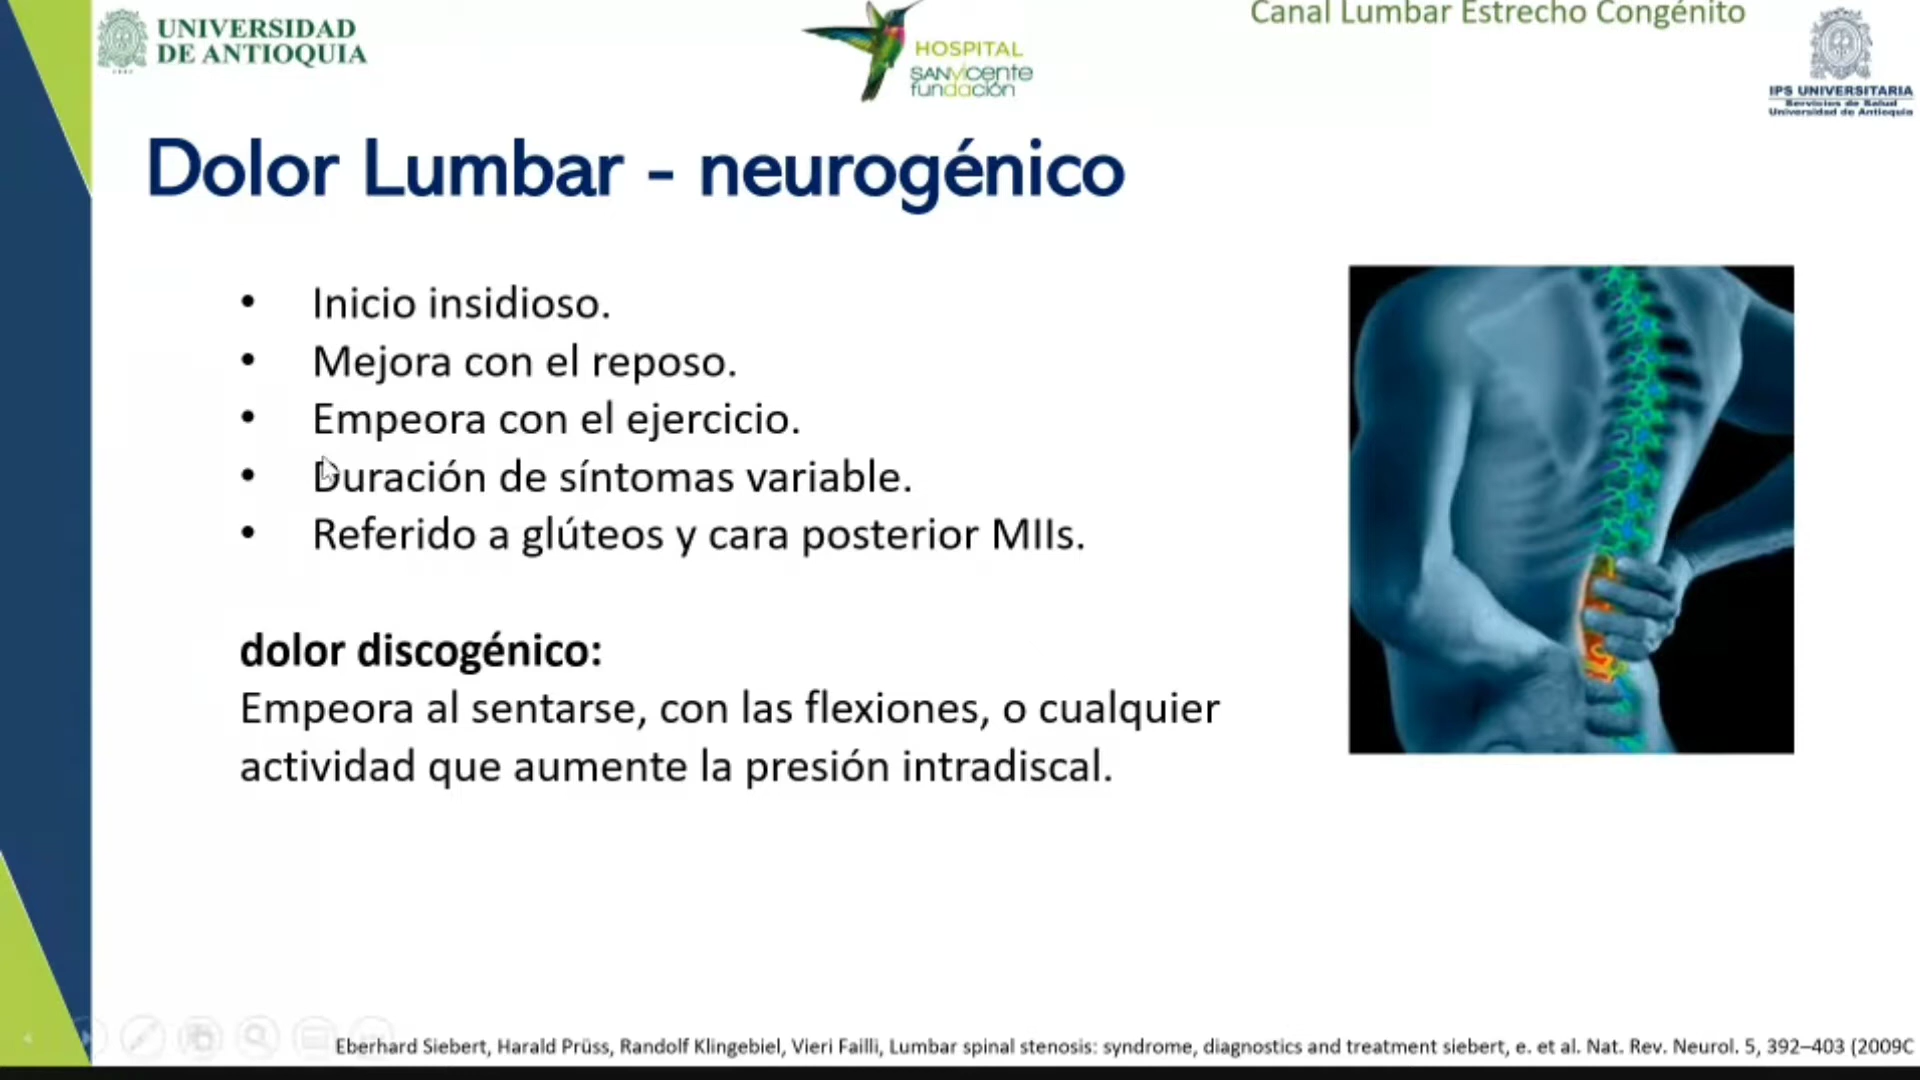 UNIVERSIDAD
DE ANTIOQUIA
HOSPITAL
SANvicente
fundación
Canal Lumbar Estrecho Congénito
IPS UNIVERSITARIA
Servicios de Salud
Universidad de Antioquia
Dolor Lumbar - neurogénico
• Inicio insidioso.
• Mejora con el reposo.
• Empeora con el ejercicio.
• Duración de síntomas variable.
• Referido a glúteos y cara posterior MIIs.
dolor discogénico:
Empeora al sentarse, con las flexiones, o cualquier
actividad que aumente la presión intradiscal.
Eberhard Siebert, Harald Prüss, Randolf Klingebiel, Vieri Failli, Lumbar spinal stenosis: syndrome, diagnostics and treatment siebert, e. et al. Nat. Rev. Neurol. 5, 392–403 (2009C